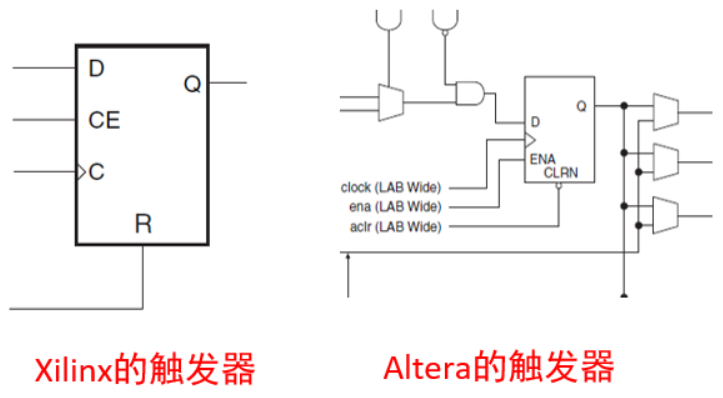 D
Q
CE
C
R
Q
D
ENA
CLRN
clock (LAB Wide)
ena (LAB Wide)
aclr (LAB Wide)
Xilinx的触发器
Altera的触发器